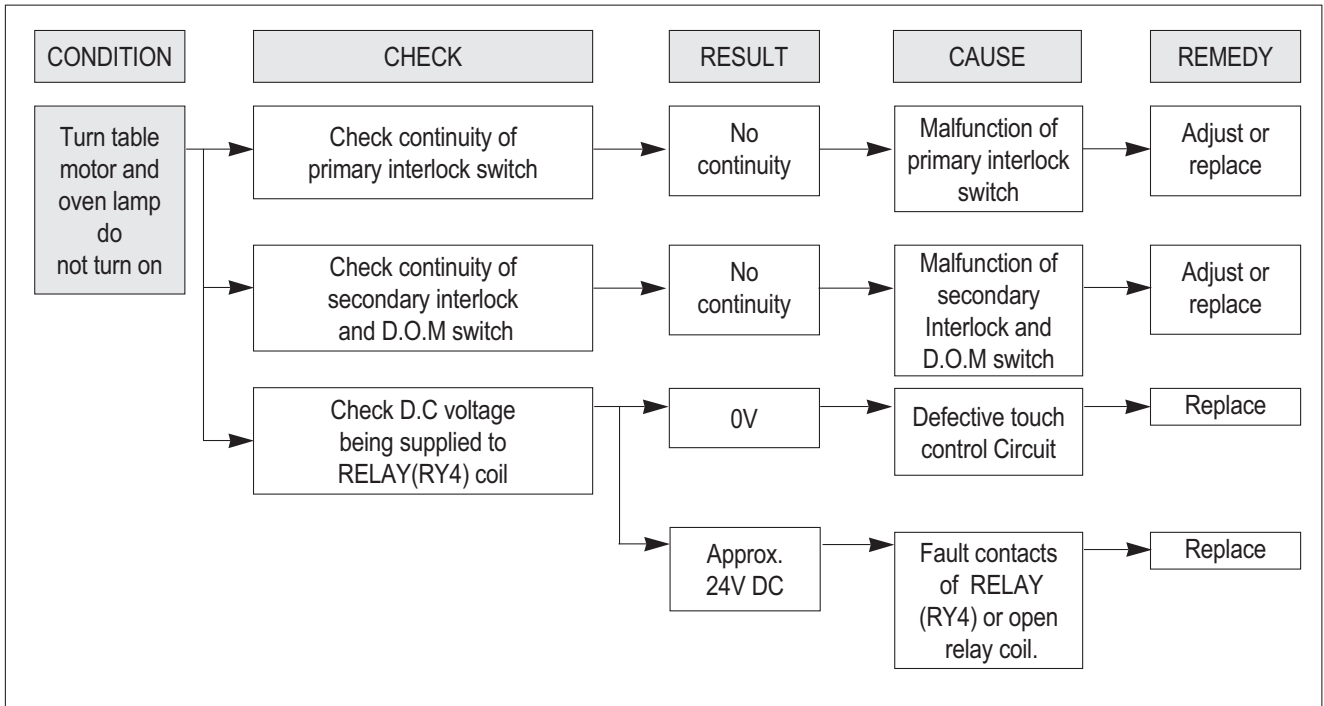 CONDITION
CHECK
RESULT
CAUSE
REMEDY
Turn table
motor and
oven lamp
do
not turn on
Check continuity of
primary interlock switch
No
continuity
Malfunction of
primary interlock
switch
Adjust or
replace
Check continuity of
secondary interlock
and D.O.M switch
No
continuity
Malfunction of
secondary
Interlock and
D.O.M switch
Adjust or
replace
Check D.C voltage
being supplied to
RELAY(RY4) coil
0V
Defective touch
control Circuit
Replace
Approx.
24V DC
Fault contacts
of RELAY
(RY4) or open
relay coil.
Replace